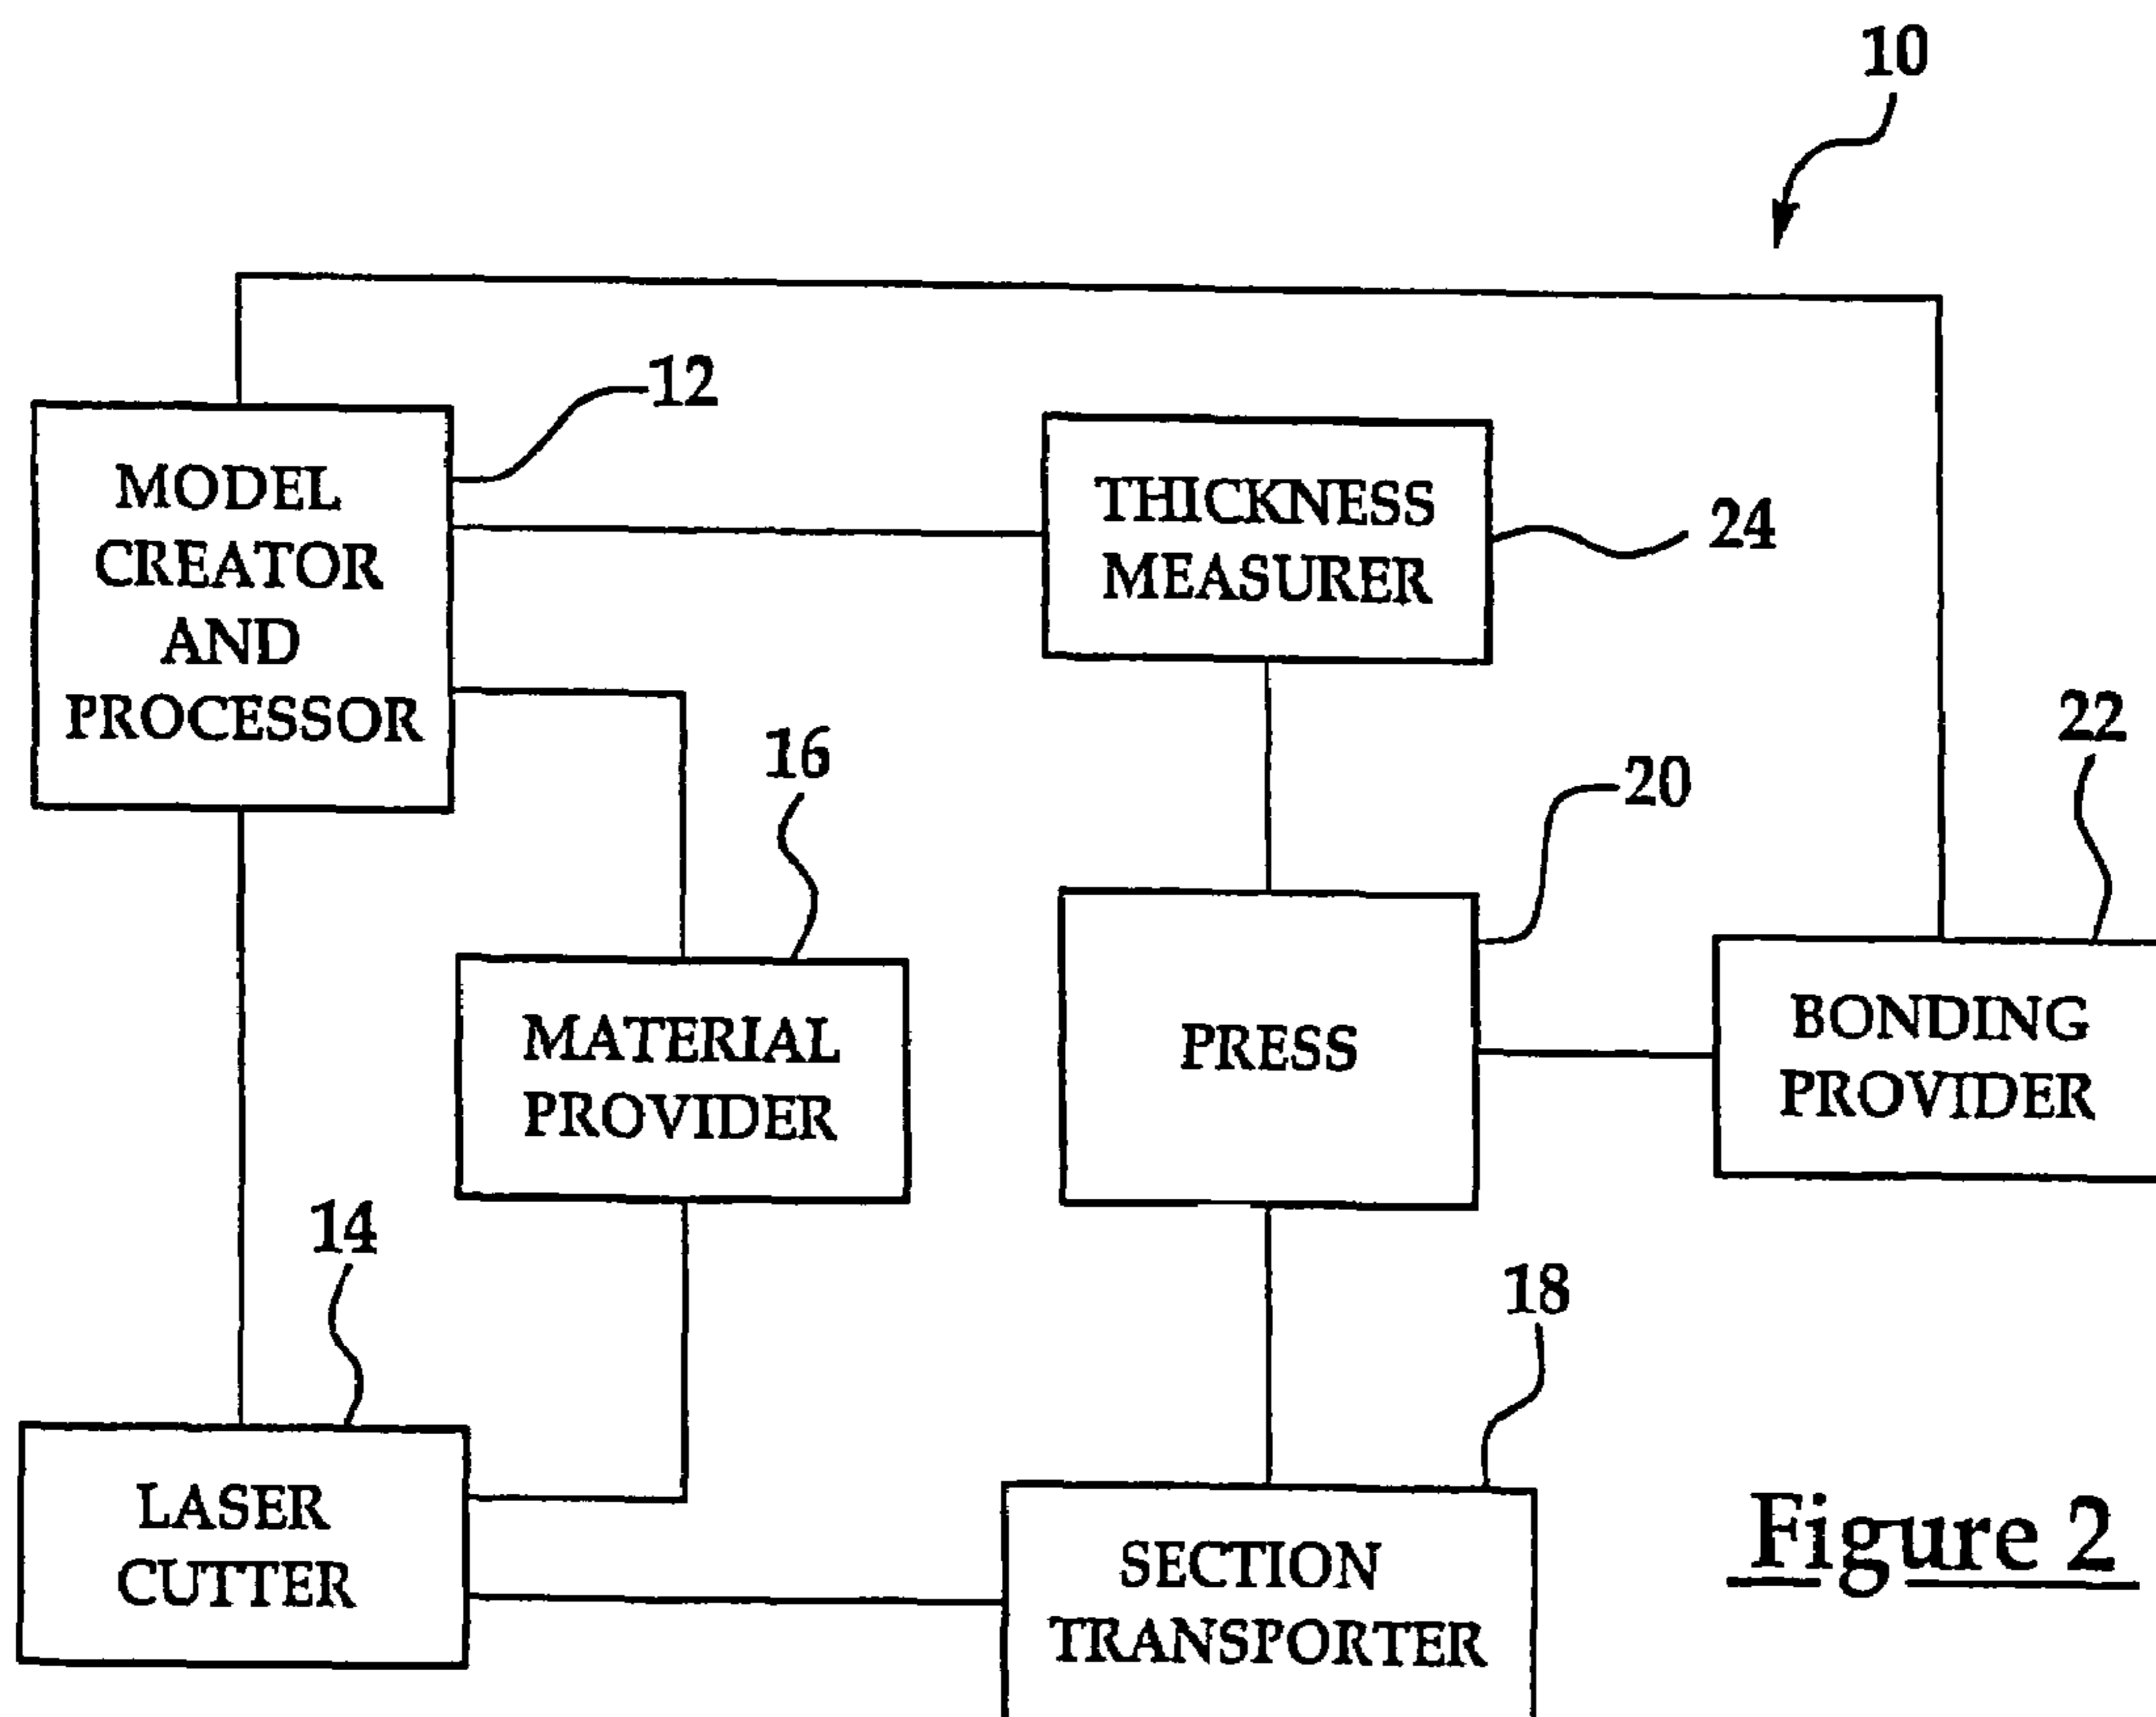 10
12
MODEL
CREATOR
AND
PROCESSOR
THICKNESS
MEASURER
24
16
20
22
MATERIAL
PROVIDER
PRESS
BONDING
PROVIDER
14
18
LASER
CUTTER
SECTION
TRANSPORTER
Figure 2